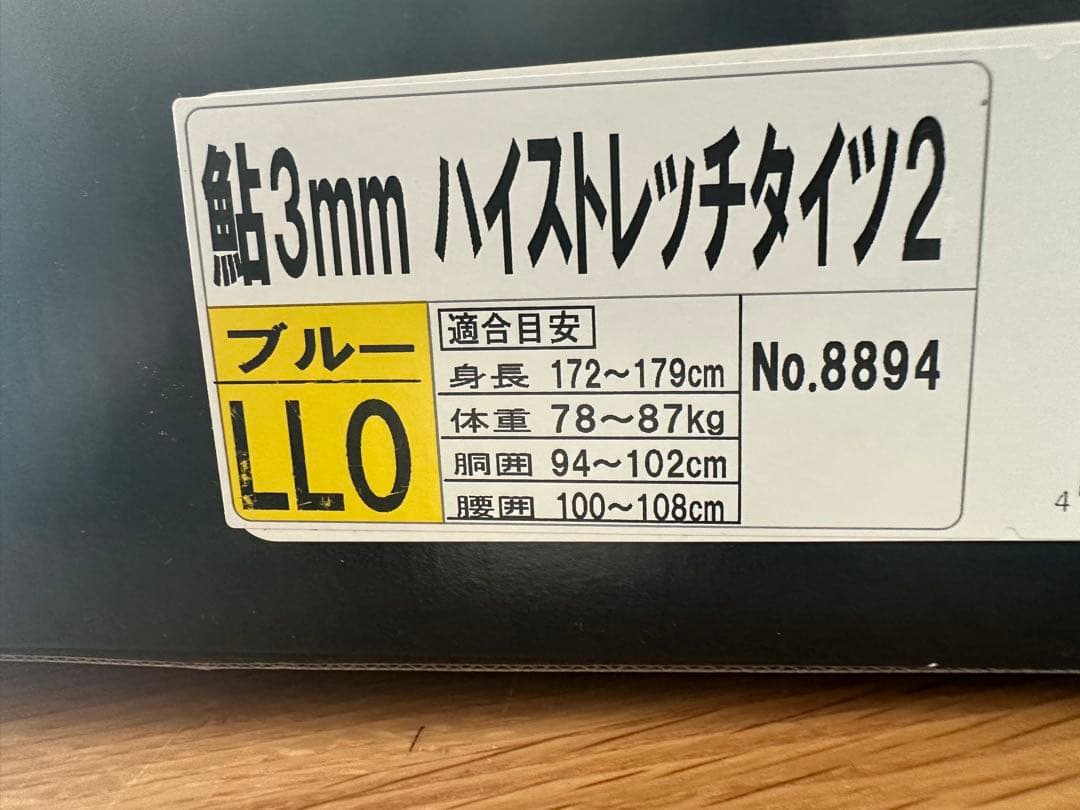 鮎3mm ハイストレッチタイツ2
ブルー
LLO
適合目安
身長 172～179cm
体重 78～87kg
胴囲 94～102cm
腰囲 100～108cm
No.8894
4